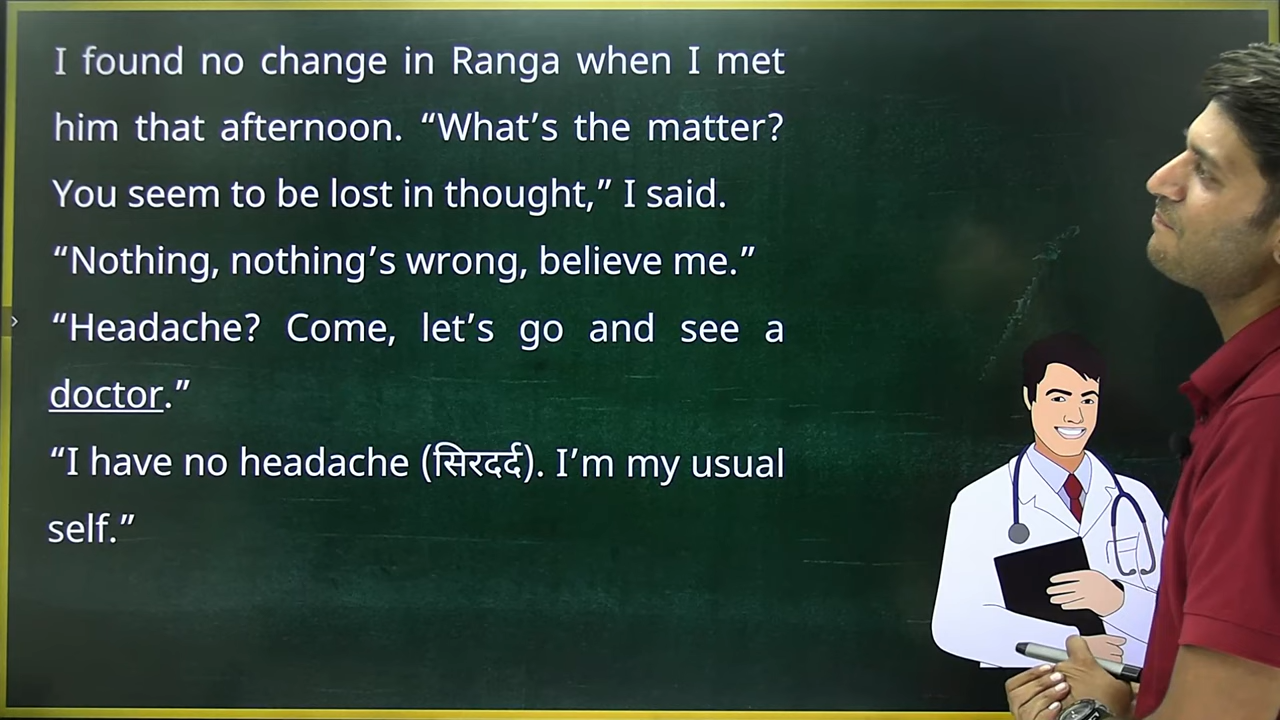 I found no change in Ranga when I met
him that afternoon. “What’s the matter?
You seem to be lost in thought,” I said.
“Nothing, nothing’s wrong, believe me.”
“Headache? Come, let’s go and see a
doctor.”
“I have no headache (सिरदर्द). I’m my usual
self.”